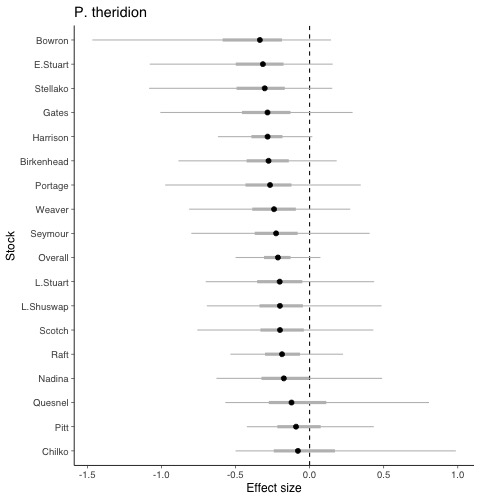 P. theridion
Stock
Bowron
E.Stuart
Stellako
Gates
Harrison
Birkenhead
Portage
Weaver
Seymour
Overall
L.Stuart
L.Shuswap
Scotch
Raft
Nadina
Quesnel
Pitt
Chilko
-1.5 -1.0 -0.5 0.0 0.5 1.0
Effect size